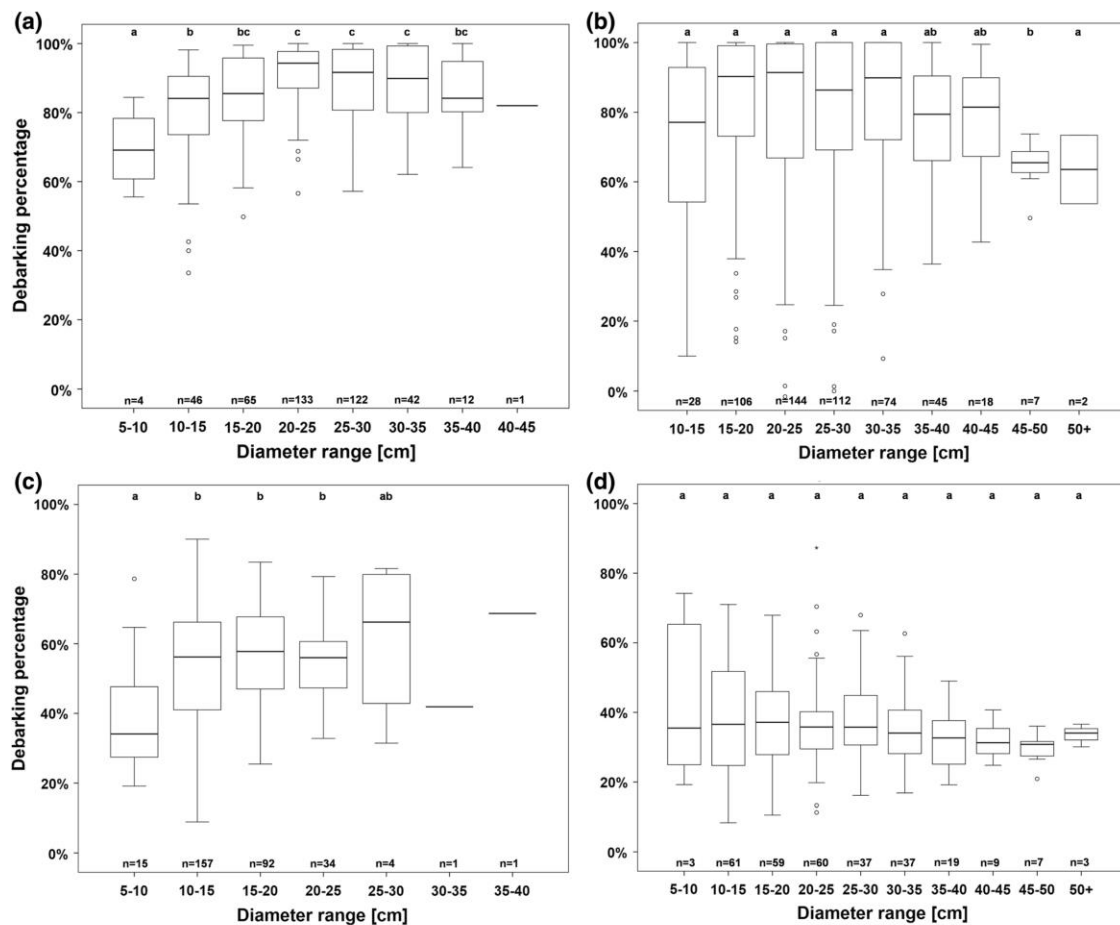 (a)
a b bc c c c bc
100%
80%
60%
40%
20%
0%
Debarking percentage
n=4 n=46 n=65 n=133 n=122 n=42 n=12 n=1
5-10 10-15 15-20 20-25 25-30 30-35 35-40 40-45
Diameter range [cm]
(b)
a a a a a ab ab b a
100%
80%
60%
40%
20%
0%
n=28 n=106 n=144 n=112 n=74 n=45 n=18 n=7 n=2
10-15 15-20 20-25 25-30 30-35 35-40 40-45 45-50 50+
Diameter range [cm]
(c)
a b b b ab
100%
80%
60%
40%
20%
0%
Debarking percentage
n=15 n=157 n=92 n=34 n=4 n=1 n=1
5-10 10-15 15-20 20-25 25-30 30-35 35-40
Diameter range [cm]
(d)
a a a a a a a a a a
100%
80%
60%
40%
20%
0%
n=3 n=61 n=59 n=60 n=37 n=37 n=19 n=9 n=7 n=3
5-10 10-15 15-20 20-25 25-30 30-35 35-40 40-45 45-50 50+
Diameter range [cm]